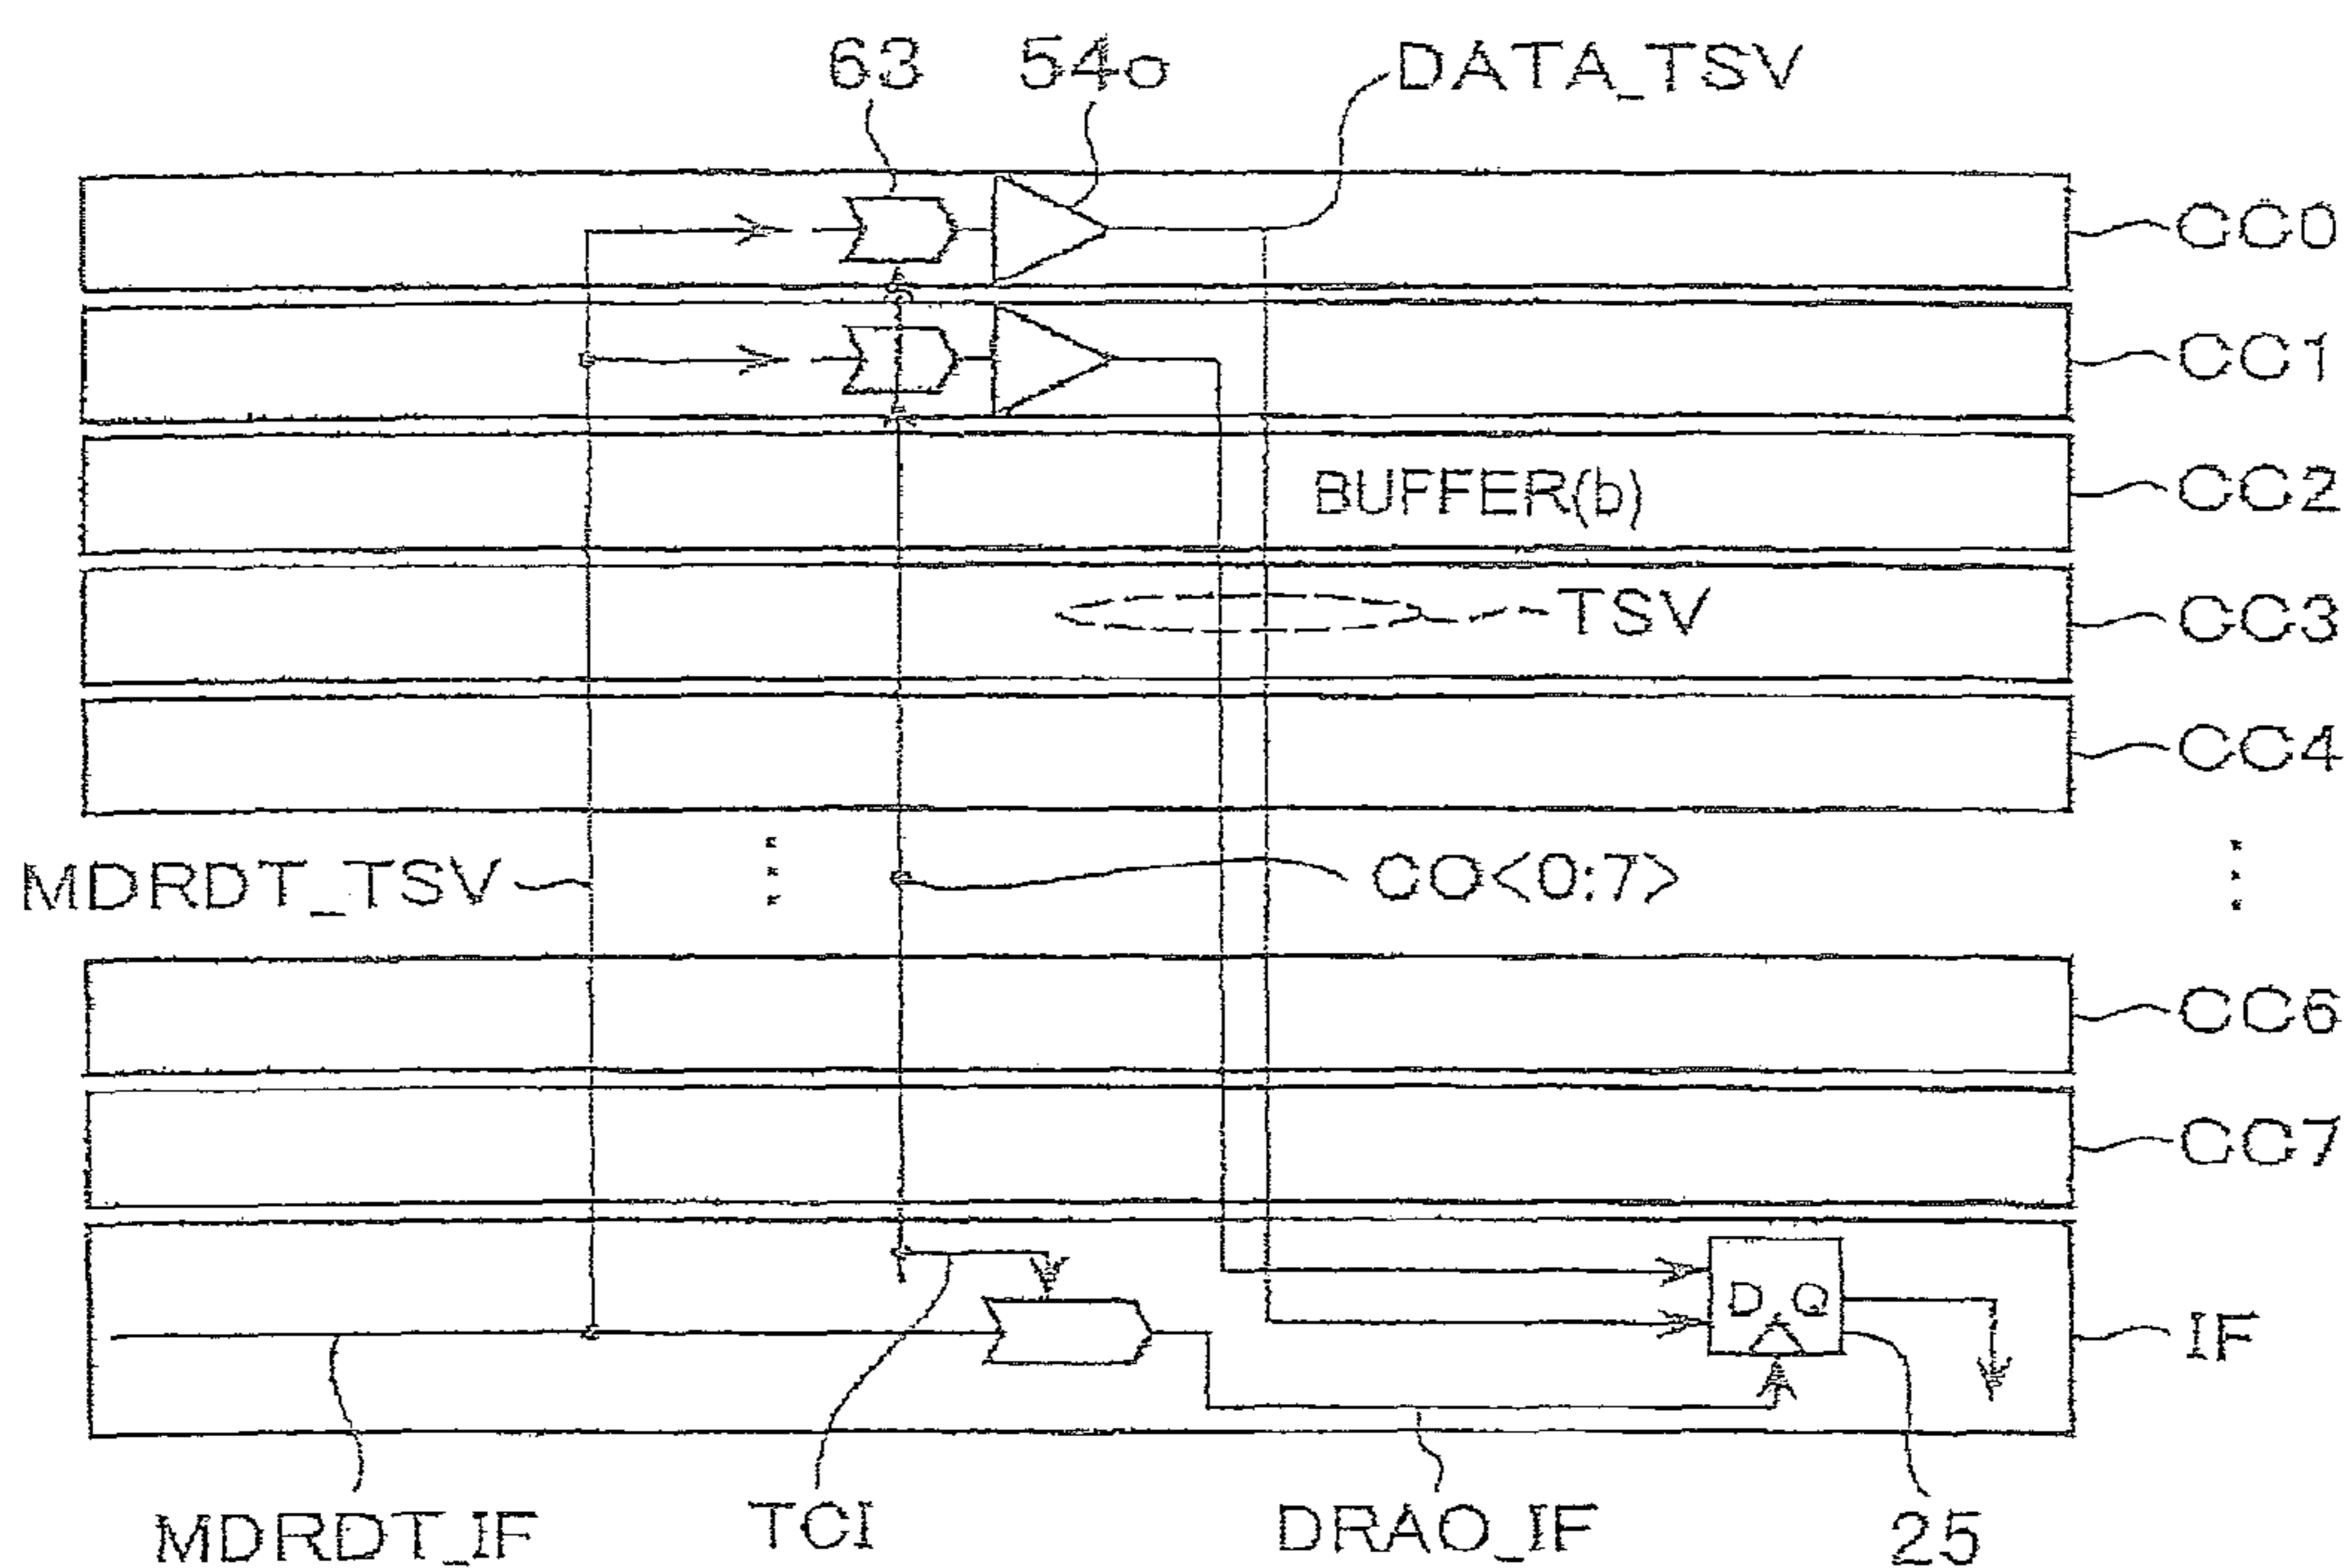 63
54o
DATA_TSV
CC0
CC1
BUFFER(b)
CC2
TSV
CC3
CC4
MDRDT_TSV
CO<0:7>
CC6
CC7
D Q
IF
MDRDT_IF
TCI
DRAO_IF
25